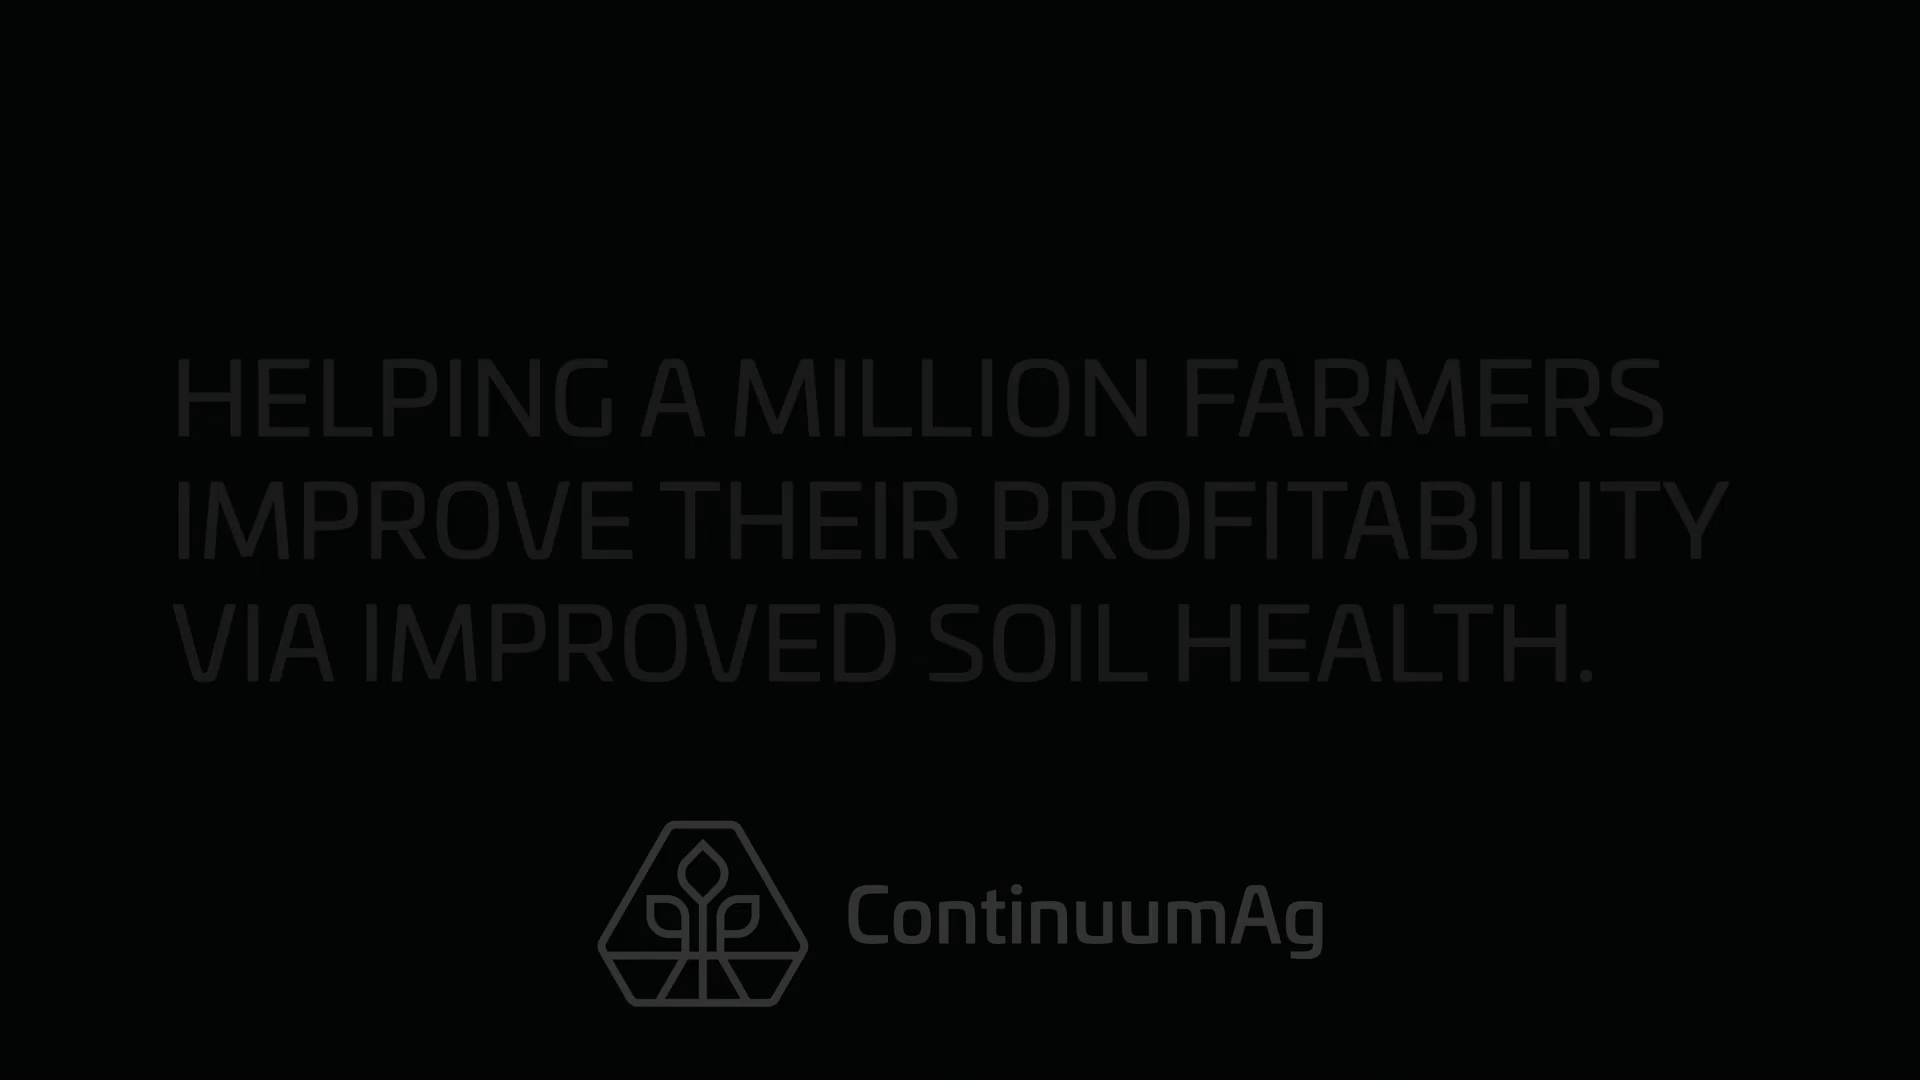 HELPING A MILLION FARMERS
IMPROVE THEIR PROFITABILITY
VIA IMPROVED SOIL HEALTH.
ContinuumAg